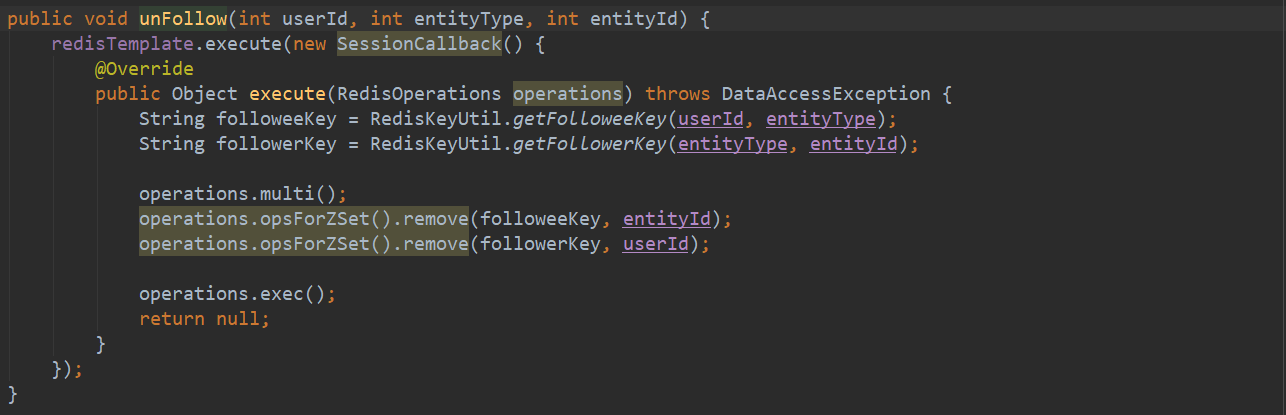 public void unFollow(int userId, int entityType, int entityId) {
    redisTemplate.execute(new SessionCallback() {
        @Override
        public Object execute(RedisOperations operations) throws DataAccessException {
            String followeeKey = RedisKeyUtil.getFolloweeKey(userId, entityType);
            String followerKey = RedisKeyUtil.getFollowerKey(entityType, entityId);

            operations.multi();
            operations.opsForZSet().remove(followeeKey, entityId);
            operations.opsForZSet().remove(followerKey, userId);

            operations.exec();
            return null;
        }
    });
}